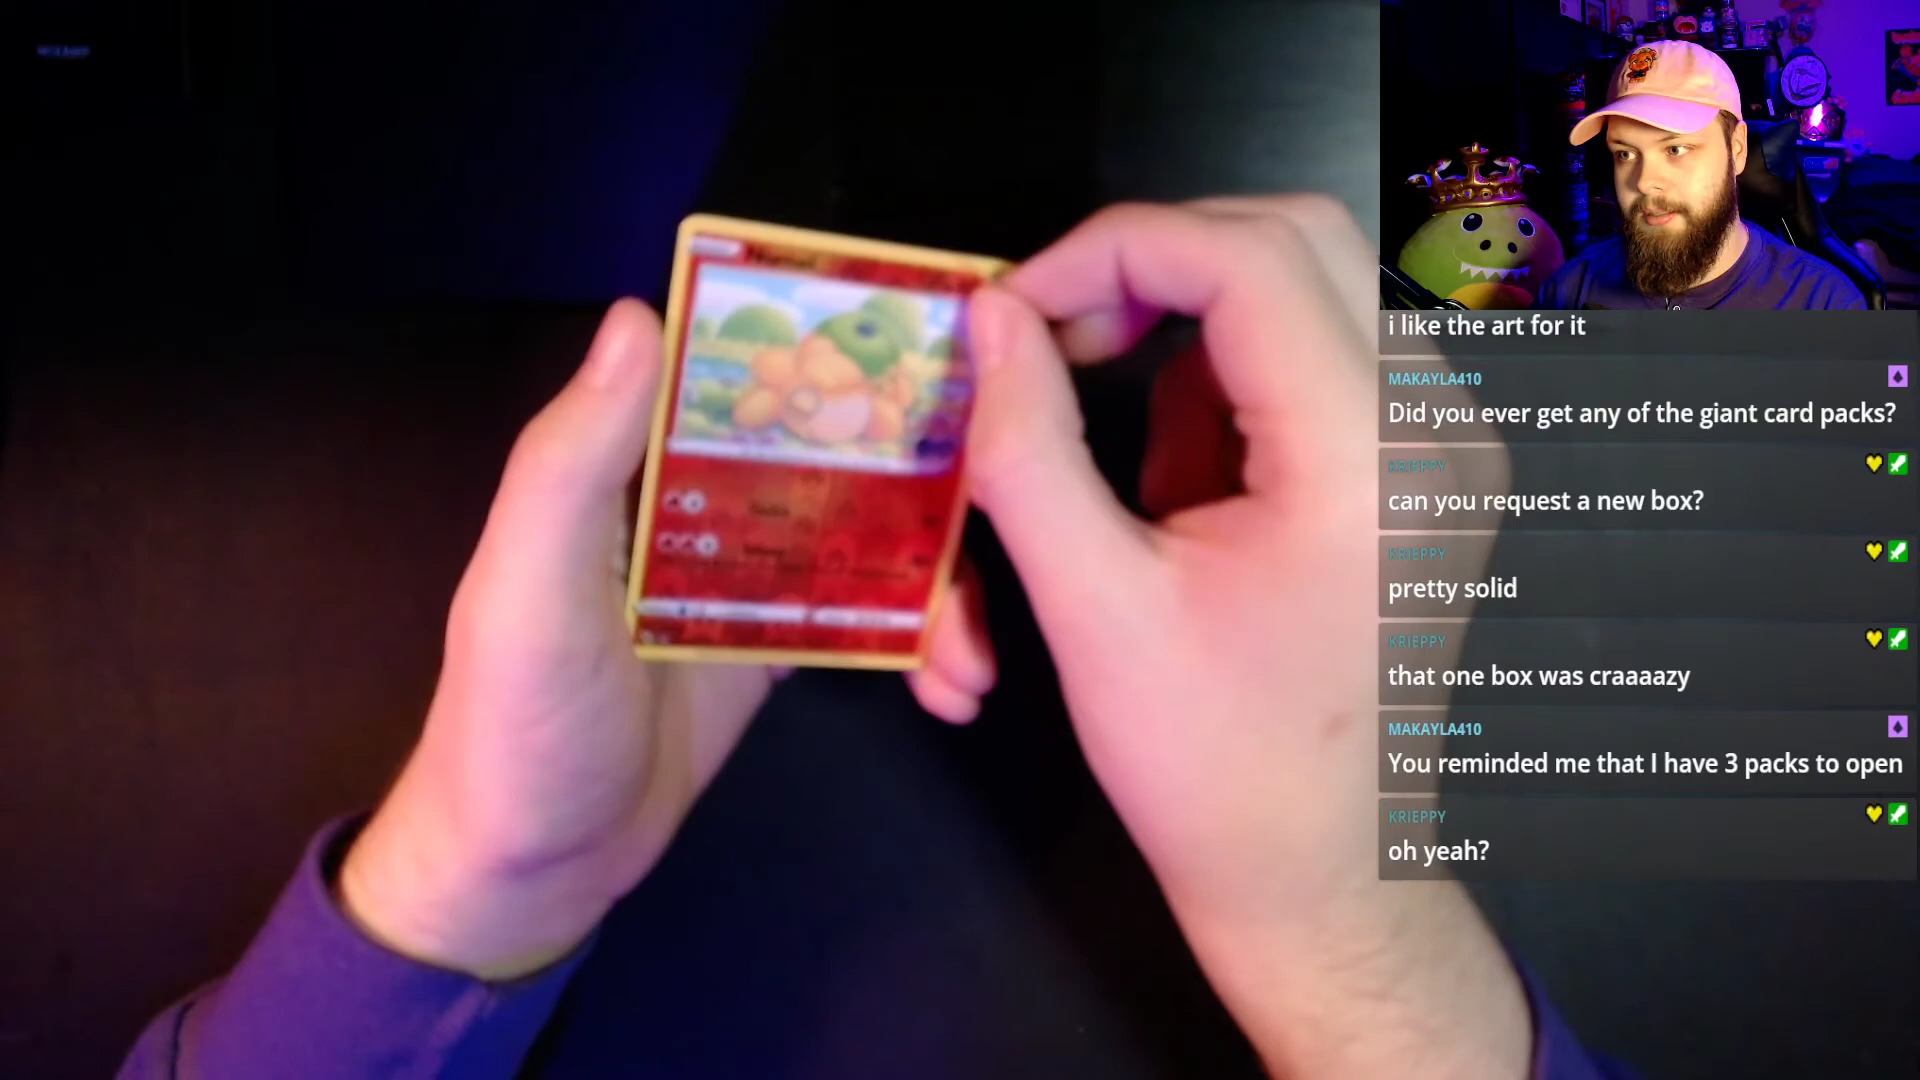 i like the art for it
MAKAYLA410
Did you ever get any of the giant card packs?
KRIEPPY
can you request a new box?
KRIEPPY
pretty solid
KRIEPPY
that one box was craaaazy
MAKAYLA410
You reminded me that I have 3 packs to open
KRIEPPY
oh yeah?